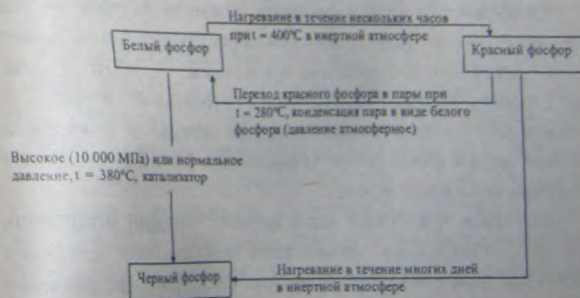 Нагревание в течение нескольких часов
при t = 400°С в инертной атмосфере
Белый фосфор
Красный фосфор
Переход красного фосфора в пары при
t = 280°С, конденсация пара в виде белого
фосфора (давление атмосферное)
Высокое (10 000 МПа) или нормальное
давление, t = 380°С, катализатор
Черный фосфор
Нагревание в течение многих дней
в инертной атмосфере